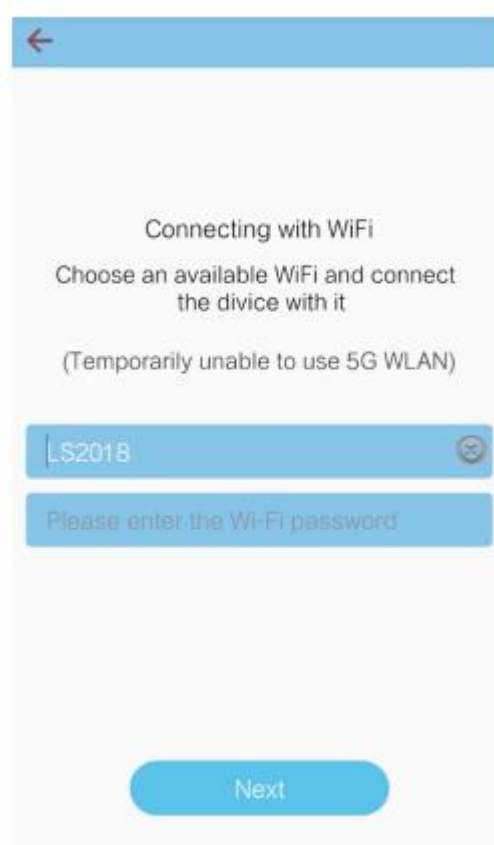 Connecting with WiFi
Choose an available WiFi and connect
the divice with it
(Temporarily unable to use 5G WLAN)
LS2018
Please enter the Wi-Fi password
Next